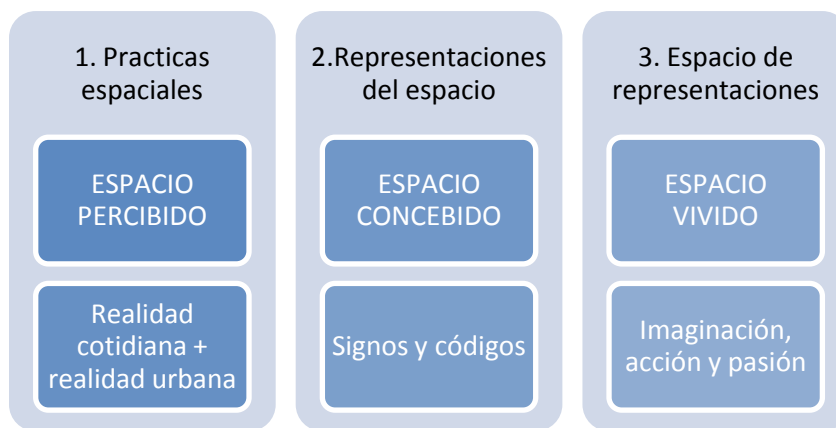 1. Practicas
espaciales
ESPACIO
PERCIBIDO
Realidad
cotidiana +
realidad urbana
2.Representaciones
del espacio
ESPACIO
CONCEBIDO
Signos y códigos
3. Espacio de
representaciones
ESPACIO
VIVIDO
Imaginación,
acción y pasión